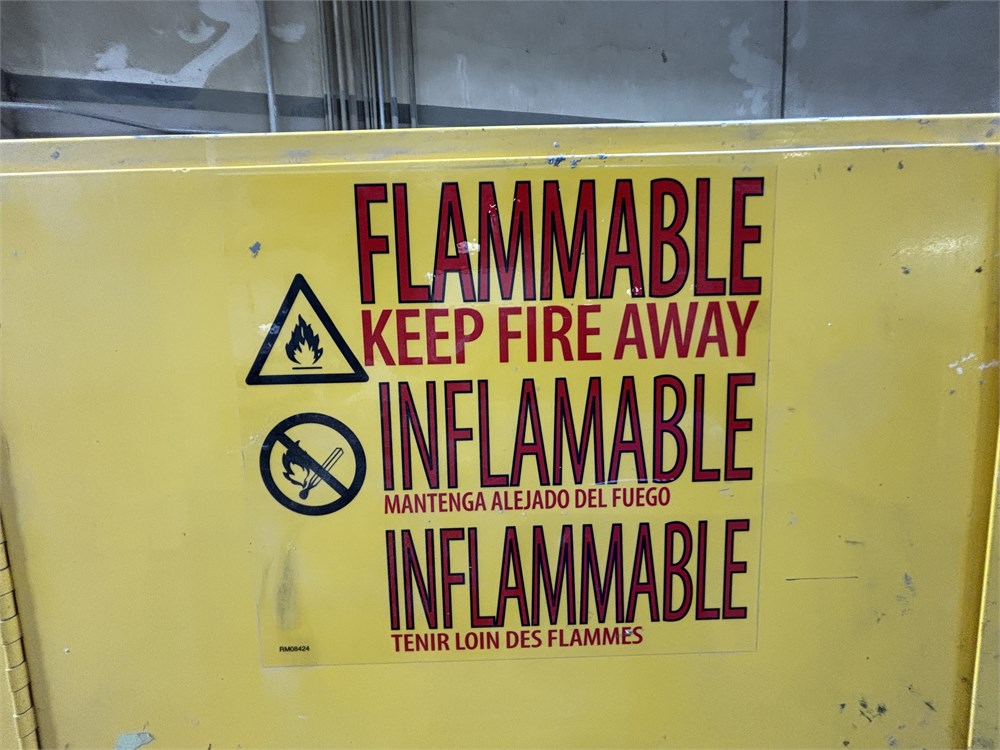 FLAMMABLE
KEEP FIRE AWAY
INFLAMABLE
MANTENGA ALEJADO DEL FUEGO
INFLAMMABLE
TENIR LOIN DES FLAMMES
RM08424